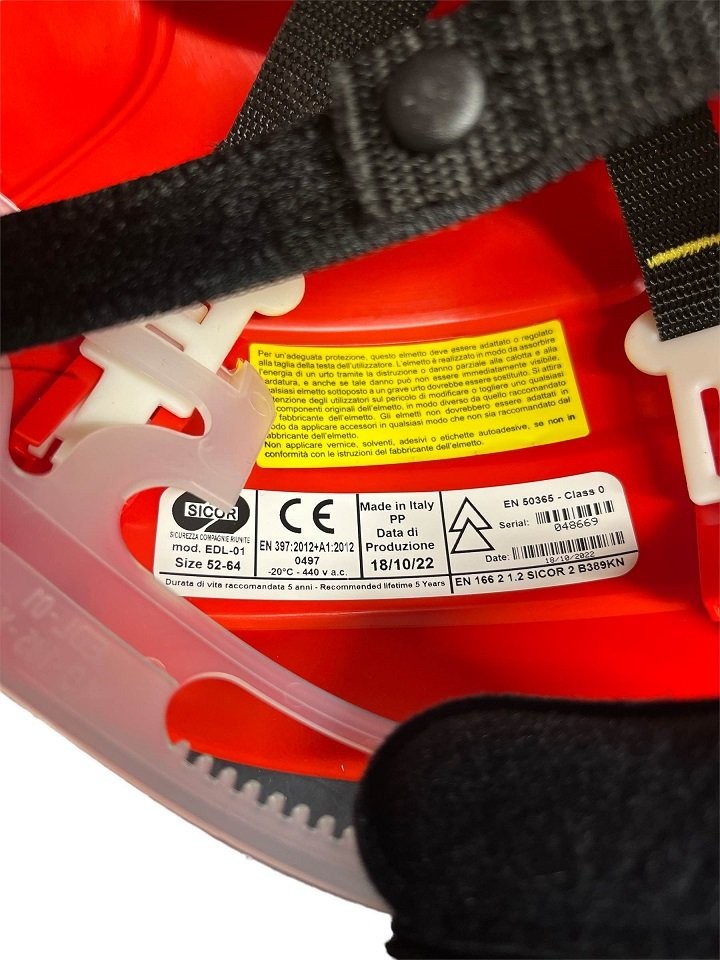 Per un'adeguata protezione, questo elmetto deve essere adattato o regolato
alla taglia della testa dell'utilizzatore. L'elmetto è realizzato in modo da assorbire
l'energia di un urto tramite la distruzione o danno parziale alla calotta e alla
ardatura, e anche se tale danno può non essere immediatamente visibile,
elmetto sottoposto a un grave urto dovrebbe essere sostituito. Si attira
ttenzione degli utilizzatori sul pericolo di modificare o togliere uno qualsiasi
componenti originali dell'elmetto, in modo diverso da quello raccomandato
fabbricante dell'elmetto. Gli elmetti non dovrebbero essere adattati in
do da applicare accessori in qualsiasi modo che non sia raccomandato dal
abbricante dell'elmetto.
Non applicare vernice, solventi, adesivi o etichette autoadesive, se non in
conformità con le istruzioni del fabbricante dell'elmetto.
SICOR
SICUREZZA COMPAGNIE RIUNITE
mod. EDL-01
Size 52-64
CE
EN 397:2012+A1:2012
0497
-20°C - 440 v a.c.
Made in Italy
PP
Data di
Produzione
18/10/22
EN 50365 - Class 0
Serial:
048669
Date:
18/10/2022
Durata di vita raccomandata 5 anni - Recommended lifetime 5 Years
EN 166 2 1.2 SICOR 2 B389KN